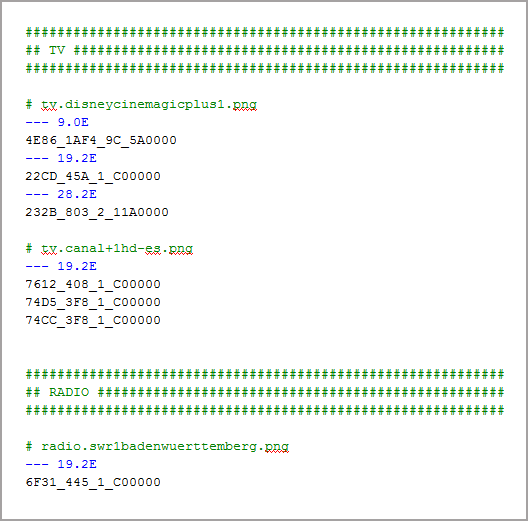 ############################################################
## TV ######################################################
############################################################
# tv.disneycinemagicplus1.png
--- 9.0E
4E86_1AF4_9C_5A0000
--- 19.2E
22CD_45A_1_C00000
--- 28.2E
232B_803_2_11A0000
# tv.canal+1hd-es.png
--- 19.2E
7612_408_1_C00000
74D5_3F8_1_C00000
74CC_3F8_1_C00000
############################################################
## RADIO ###################################################
############################################################
# radio.swr1badenwuerttemberg.png
--- 19.2E
6F31_445_1_C00000